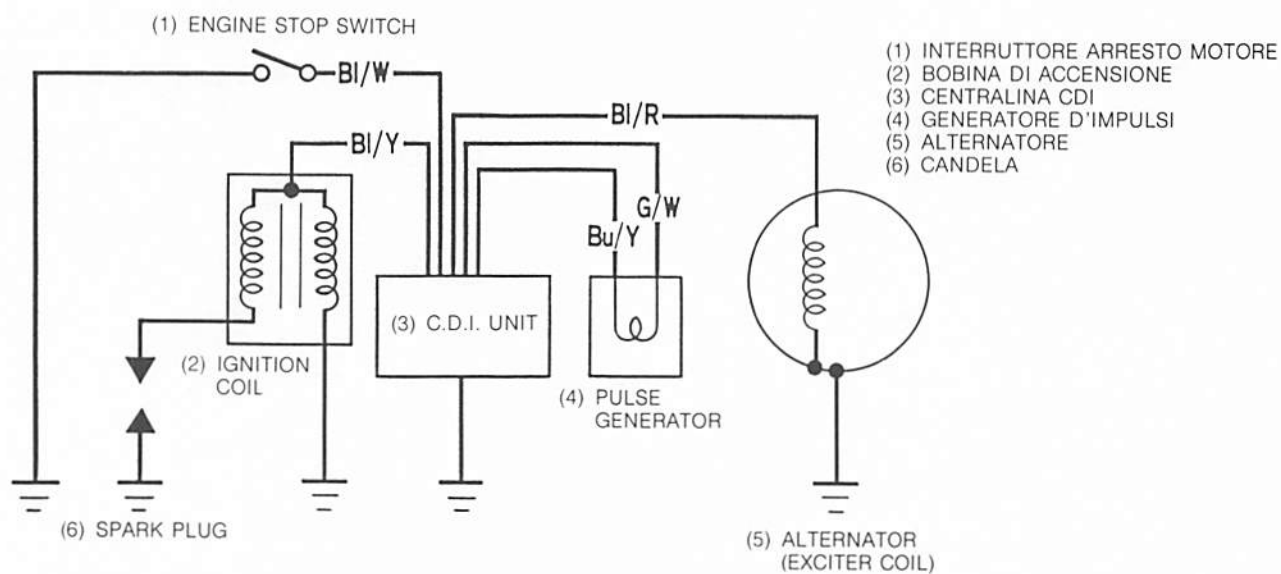 (1) ENGINE STOP SWITCH
Bl/W
Bl/R
Bl/Y
G/W
Bu/Y
(3) C.D.I. UNIT
(2) IGNITION
COIL
(4) PULSE
GENERATOR
(6) SPARK PLUG
(5) ALTERNATOR
(EXCITER COIL)
(1) INTERRUTTORE ARRESTO MOTORE
(2) BOBINA DI ACCENSIONE
(3) CENTRALINA CDI
(4) GENERATORE D'IMPULSI
(5) ALTERNATORE
(6) CANDELA